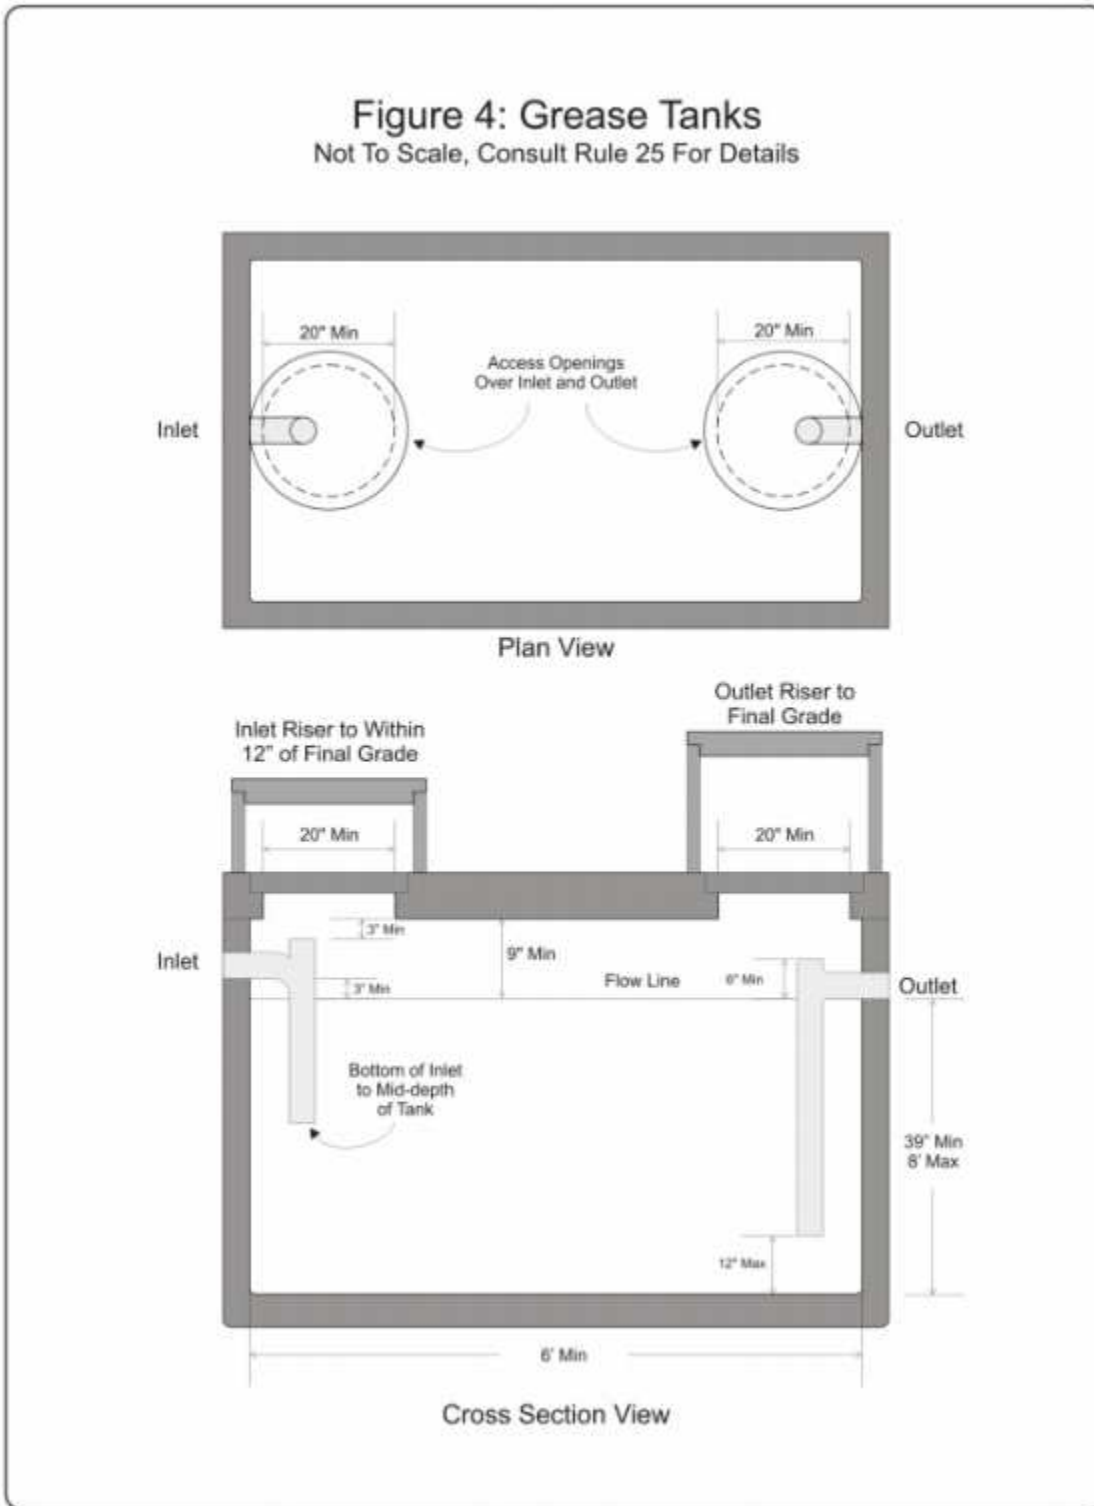 Figure 4: Grease Tanks
Not To Scale, Consult Rule 25 For Details
20" Min
20" Min
Access Openings
Over Inlet and Outlet
Inlet
Outlet
Plan View
Outlet Riser to
Final Grade
Inlet Riser to Within
12" of Final Grade
20" Min
20" Min
3" Min
9" Min
Inlet
Flow Line
6" Min
3" Min
Outlet
Bottom of Inlet
to Mid-depth
of Tank
39" Min
8' Max
12" Max
6' Min
Cross Section View